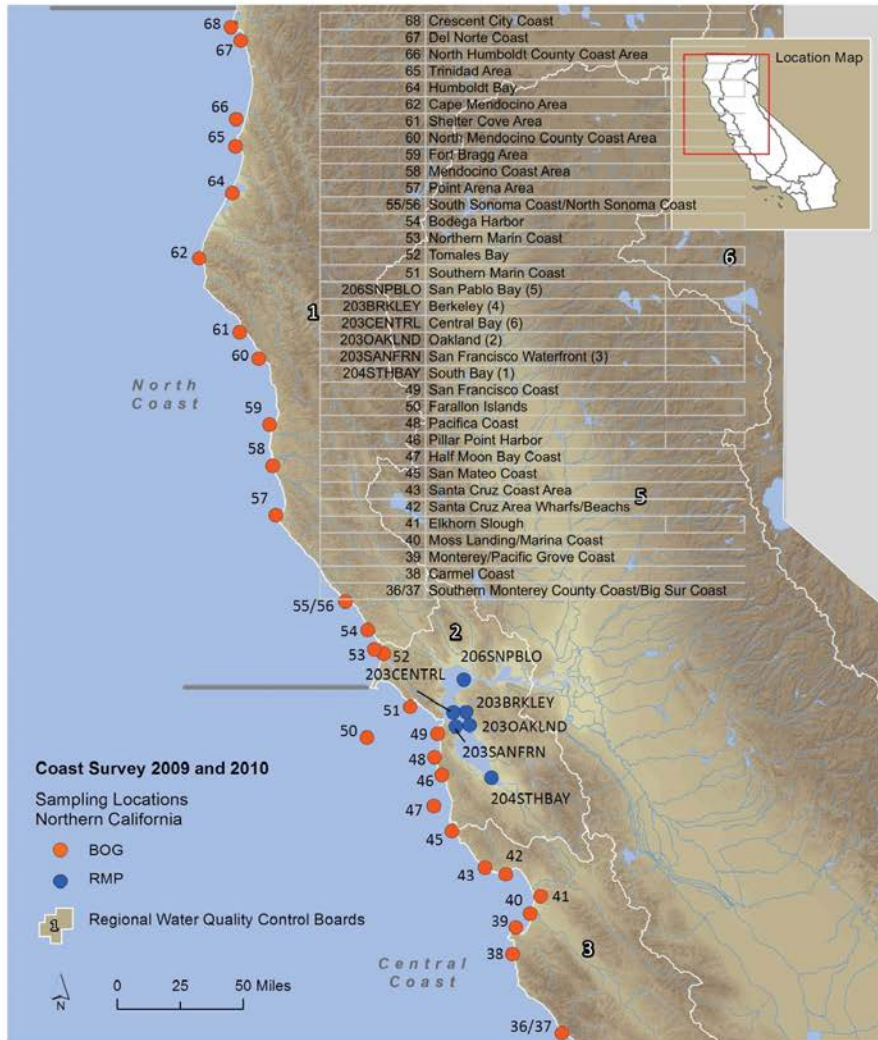 68 Crescent City Coast
67 Del Norte Coast
66 North Humboldt County Coast Area
65 Trinidad Area
64 Humboldt Bay
62 Cape Mendocino Area
61 Shelter Cove Area
60 North Mendocino County Coast Area
59 Fort Bragg Area
58 Mendocino Coast Area
57 Point Arena Area
55/56 South Sonoma Coast/North Sonoma Coast
54 Bodega Harbor
53 Northern Marin Coast
52 Tomales Bay
51 Southern Marin Coast
206SNPBLO San Pablo Bay (5)
203BRKLEY Berkeley (4)
203CENTRL Central Bay (6)
203OAKLND Oakland (2)
203SANFRN San Francisco Waterfront (3)
204STHBAY South Bay (1)
49 San Francisco Coast
50 Farallon Islands
48 Pacifica Coast
46 Pillar Point Harbor
47 Half Moon Bay Coast
45 San Mateo Coast
43 Santa Cruz Coast Area
42 Santa Cruz Area Wharfs/Beachs
41 Elkhorn Slough
40 Moss Landing/Marina Coast
39 Monterey/Pacific Grove Coast
38 Carmel Coast
36/37 Southern Monterey County Coast/Big Sur Coast
Location Map
68
67
66
65
64
62
6
1
61
60
North
Coast
59
58
5
57
55/56
54
2
53
52
206SNPBLO
203CENTRL
51
203BRKLEY
50
49
203OAKLND
203SANFRN
48
46
204STHBAY
47
45
42
43
41
40
39
3
38
Central
Coast
36/37
Coast Survey 2009 and 2010
Sampling Locations
Northern California
BOG
RMP
1 Regional Water Quality Control Boards
N
0 25 50 Miles